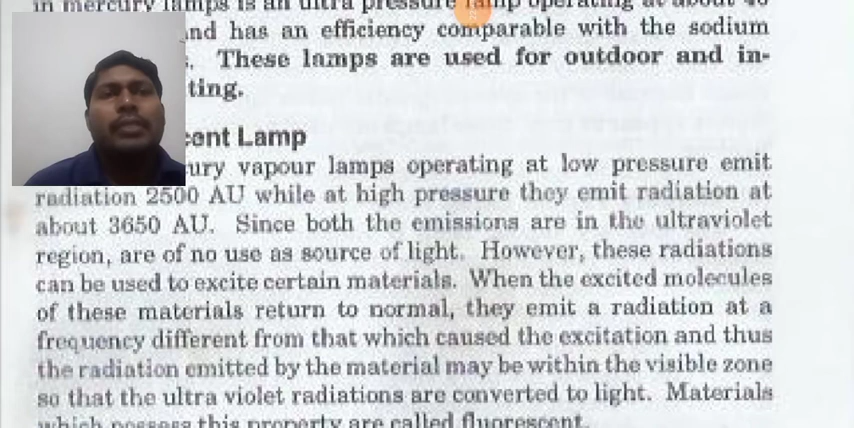 in mercury lamps is an ultra pressure lamp operating at about 40
and has an efficiency comparable with the sodium
These lamps are used for outdoor and in-
ting.
cent Lamp
ury vapour lamps operating at low pressure emit
radiation 2500 AU while at high pressure they emit radiation at
about 3650 AU. Since both the emissions are in the ultraviolet
region, are of no use as source of light. However, these radiations
can be used to excite certain materials. When the excited molecules
of these materials return to normal, they emit a radiation at a
frequency different from that which caused the excitation and thus
the radiation emitted by the material may be within the visible zone
so that the ultra violet radiations are converted to light. Materials
which possess this property are called fluorescent.